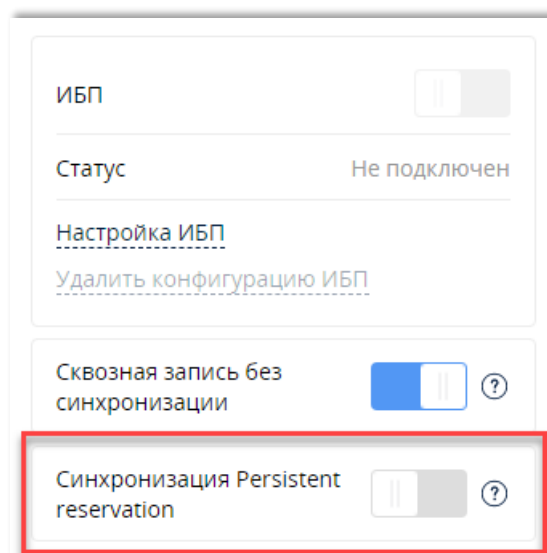 ИБП
Статус
Не подключен
Настройка ИБП
Удалить конфигурацию ИБП
Сквозная запись без
синхронизации
?
Синхронизация Persistent
reservation
?